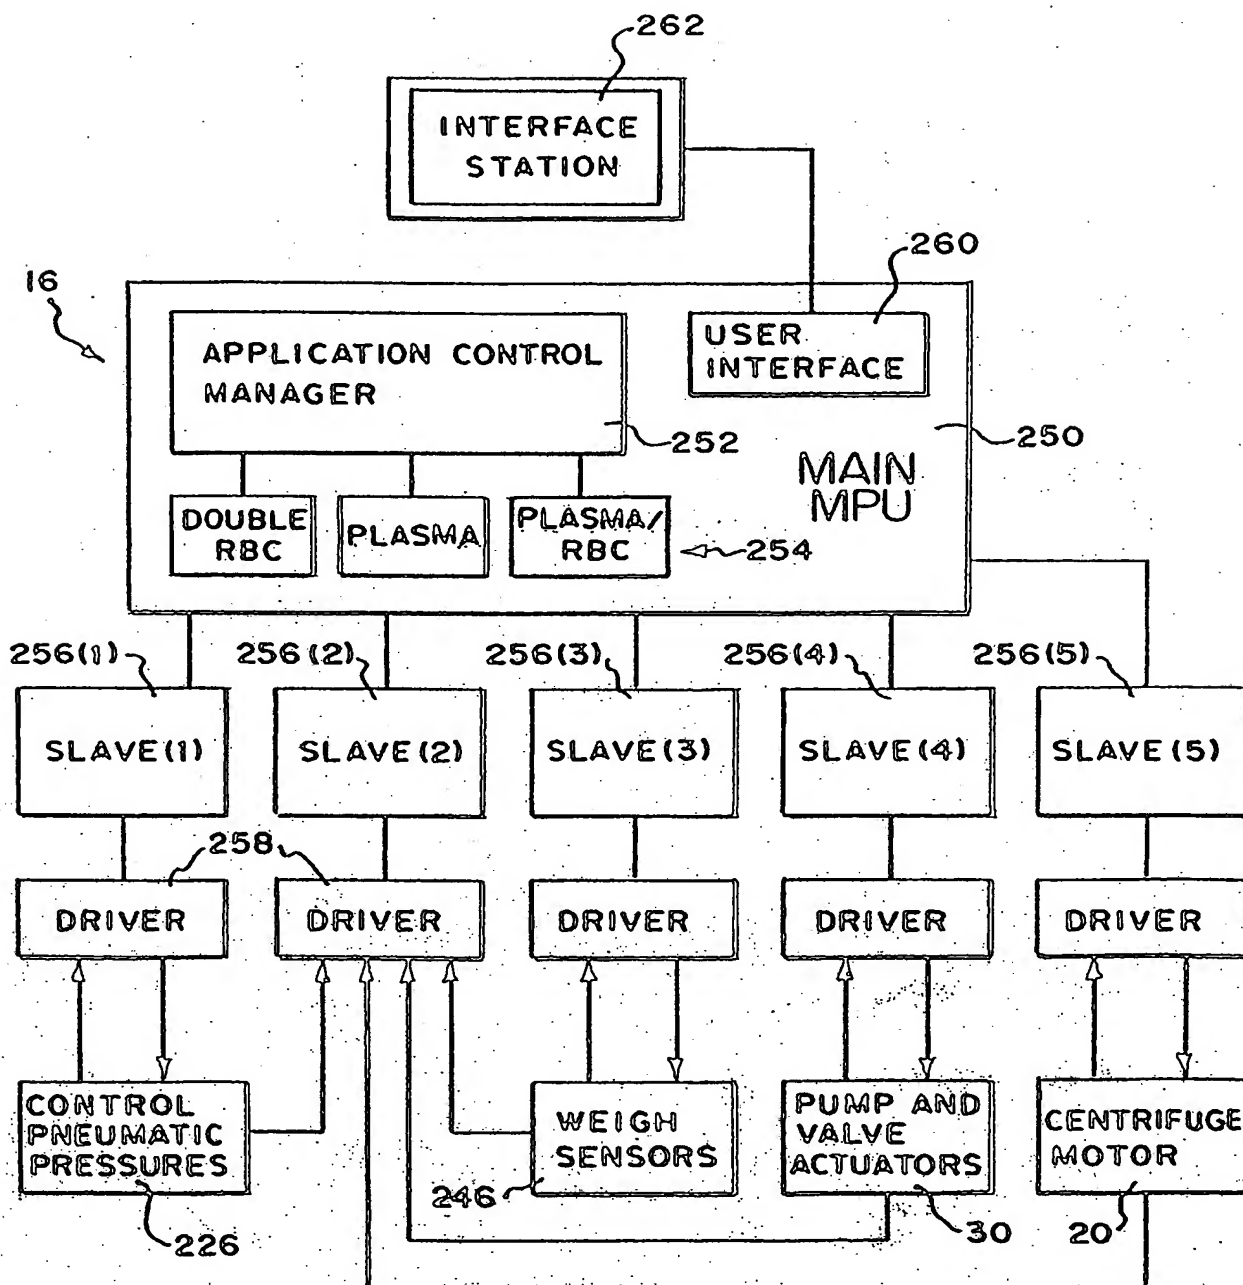 262
INTERFACE
STATION
260
16
APPLICATION CONTROL
MANAGER
USER
INTERFACE
252
250
MAIN
MPU
DOUBLE
RBC
PLASMA
PLASMA/
RBC
254
256(1)
256(2)
256(3)
256(4)
256(5)
SLAVE(1)
SLAVE(2)
SLAVE(3)
SLAVE(4)
SLAVE(5)
258
DRIVER
DRIVER
DRIVER
DRIVER
DRIVER
CONTROL
PNEUMATIC
PRESSURES
WEIGH
SENSORS
PUMP AND
VALVE
ACTUATORS
CENTRIFUGE
MOTOR
226
246
30
20